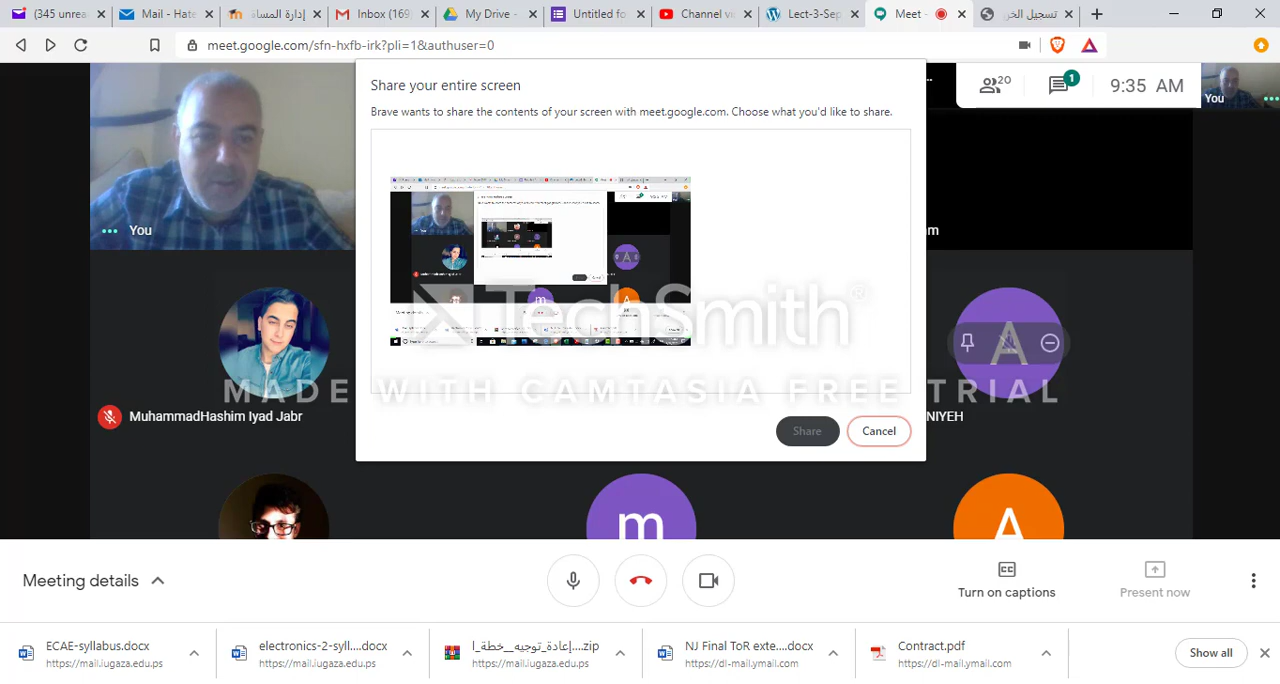 (345 unrea
Mail - Hate
إدارة المساة
Inbox (169)
My Drive -
Untitled fo
Channel vi
Lect-3-Sep
Meet -
تسجيل الخر
meet.google.com/sfn-hxfb-irk?pli=1&authuser=0
Share your entire screen
Brave wants to share the contents of your screen with meet.google.com. Choose what you'd like to share.
20
1
9:35 AM
You
You
am
TechSmith®
MADE WITH CAMTASIA FREE TRIAL
A
MuhammadHashim Iyad Jabr
NIYEH
Share
Cancel
m
A
Meeting details
Turn on captions
Present now
ECAE-syllabus.docx
https://mail.iugaza.edu.ps
electronics-2-syll....docx
https://mail.iugaza.edu.ps
إعادة_توجيه__خطة_ا....zip
https://mail.iugaza.edu.ps
NJ Final ToR exte....docx
https://dl-mail.ymail.com
Contract.pdf
https://dl-mail.ymail.com
Show all